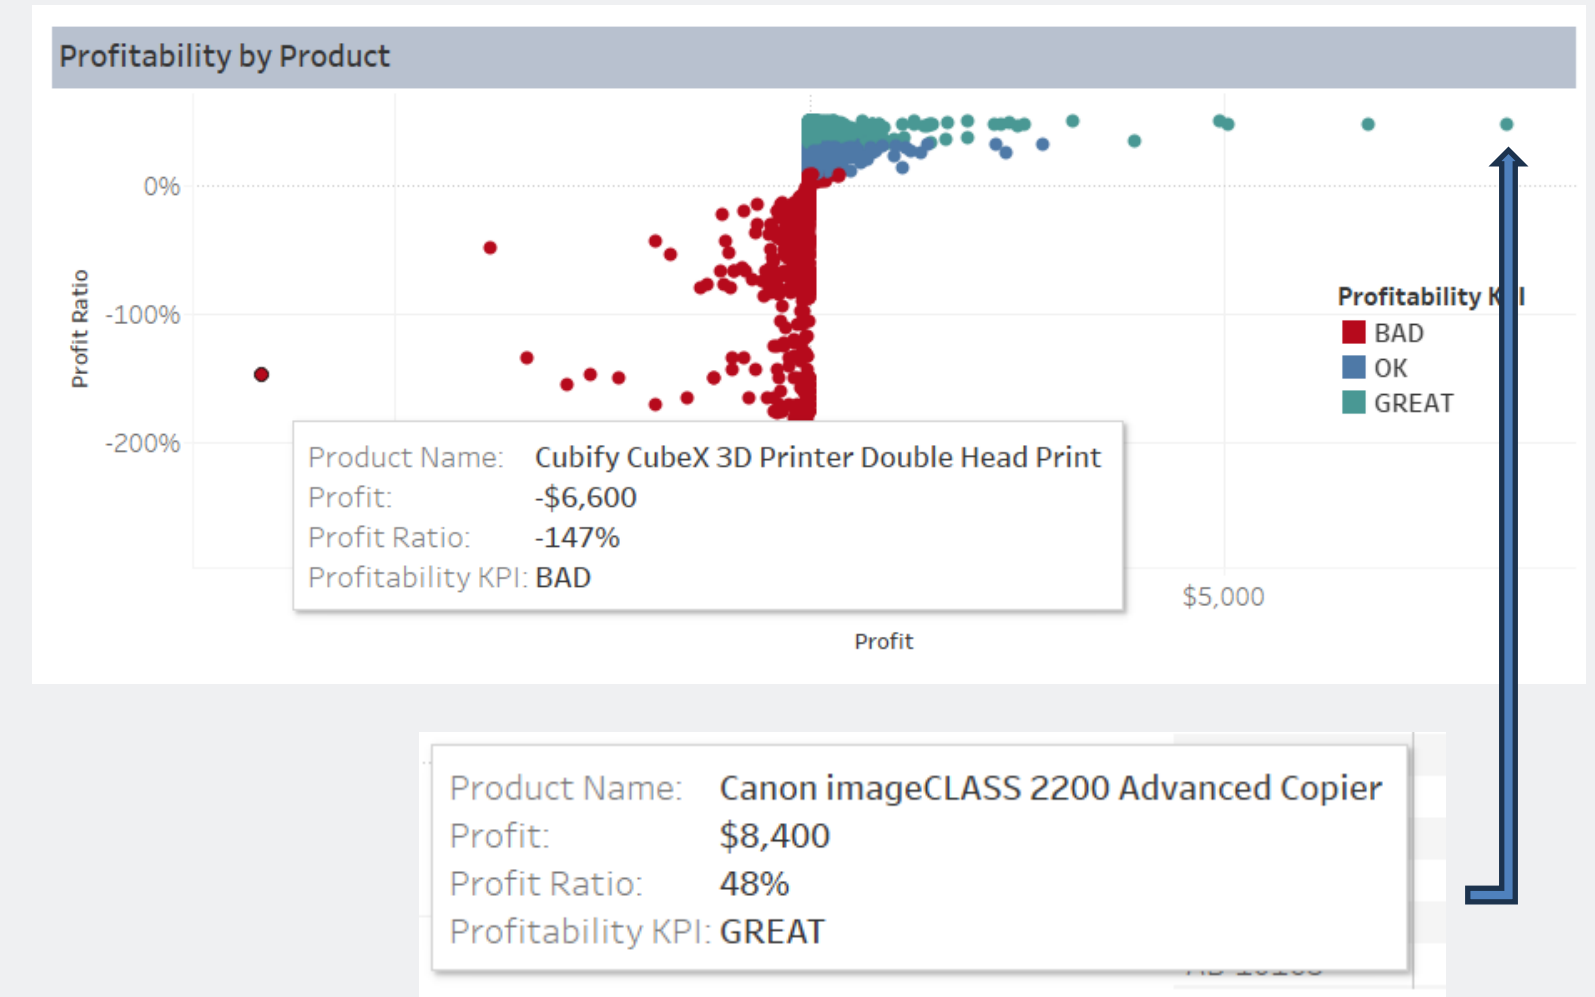 Profitability by Product
0%
-100%
-200%
Profit Ratio
Profitability K I
BAD
OK
GREAT
Product Name: Cubify CubeX 3D Printer Double Head Print
Profit: -$6,600
Profit Ratio: -147%
Profitability KPI: BAD
$5,000
Profit
Product Name: Canon imageCLASS 2200 Advanced Copier
Profit: $8,400
Profit Ratio: 48%
Profitability KPI: GREAT